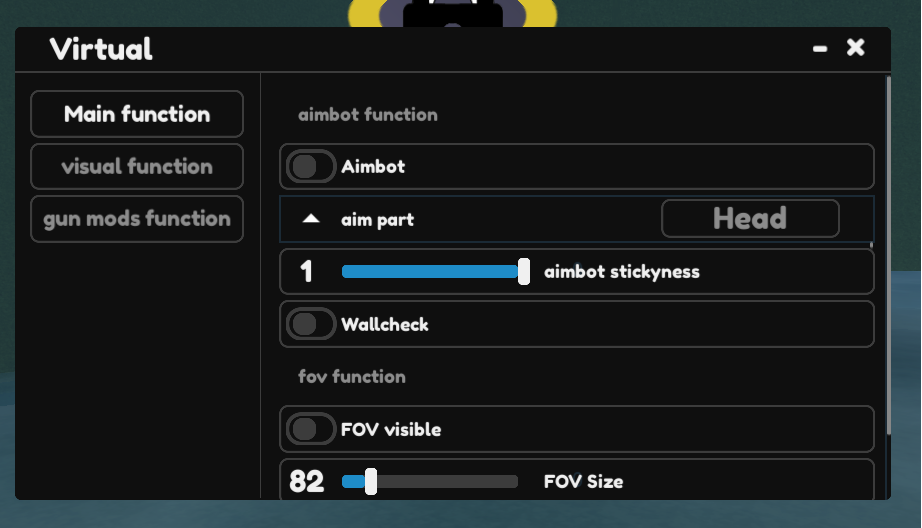 Virtual
Main function
visual function
gun mods function
aimbot function
Aimbot
aim part
Head
1
aimbot stickyness
Wallcheck
fov function
FOV visible
82
FOV Size